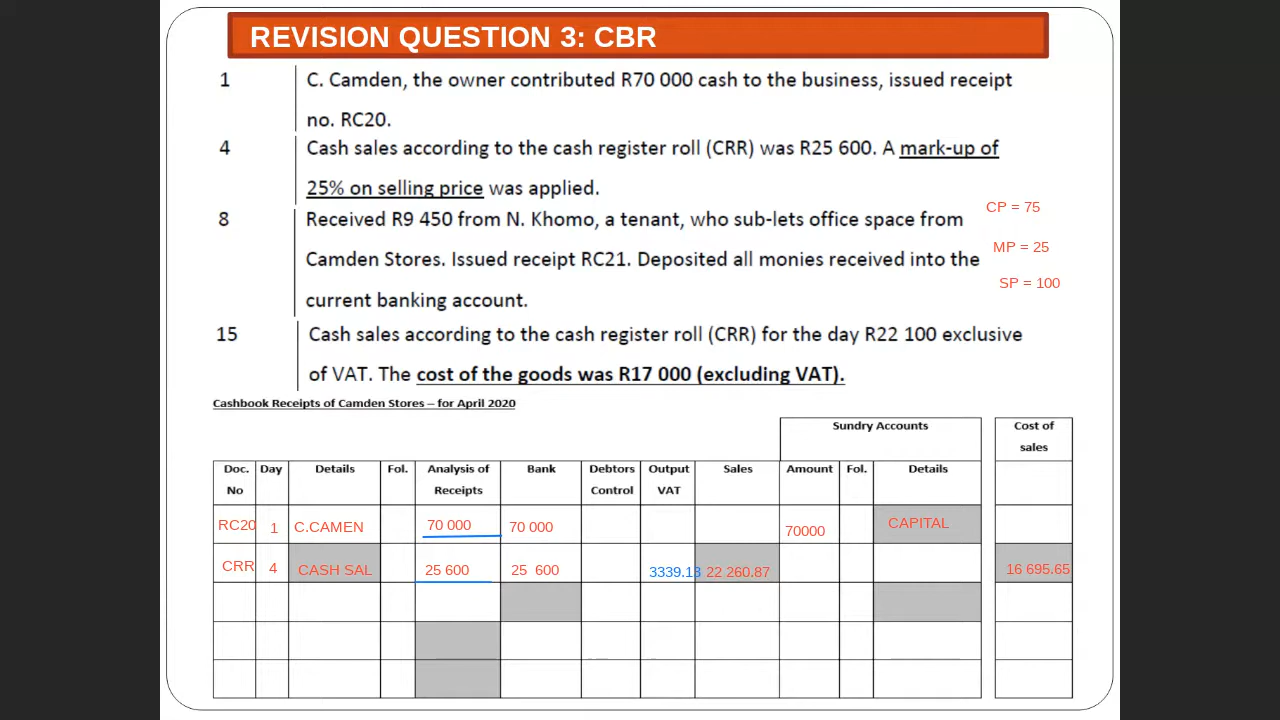 REVISION QUESTION 3: CBR
1 C. Camden, the owner contributed R70 000 cash to the business, issued receipt
no. RC20.
4 Cash sales according to the cash register roll (CRR) was R25 600. A mark-up of
25% on selling price was applied.
CP = 75
8 Received R9 450 from N. Khomo, a tenant, who sub-lets office space from
MP = 25
Camden Stores. Issued receipt RC21. Deposited all monies received into the
SP = 100
current banking account.
15 Cash sales according to the cash register roll (CRR) for the day R22 100 exclusive
of VAT. The cost of the goods was R17 000 (excluding VAT).
Cashbook Receipts of Camden Stores – for April 2020
Sundry Accounts Cost of
sales
Doc. Day Details Fol. Analysis of Bank Debtors Output Sales Amount Fol. Details
No Receipts Control VAT
RC20 1 C.CAMEN 70 000 70 000 70000 CAPITAL
CRR 4 CASH SAL 25 600 25 600 3339.13 22 260.87 16 695.65